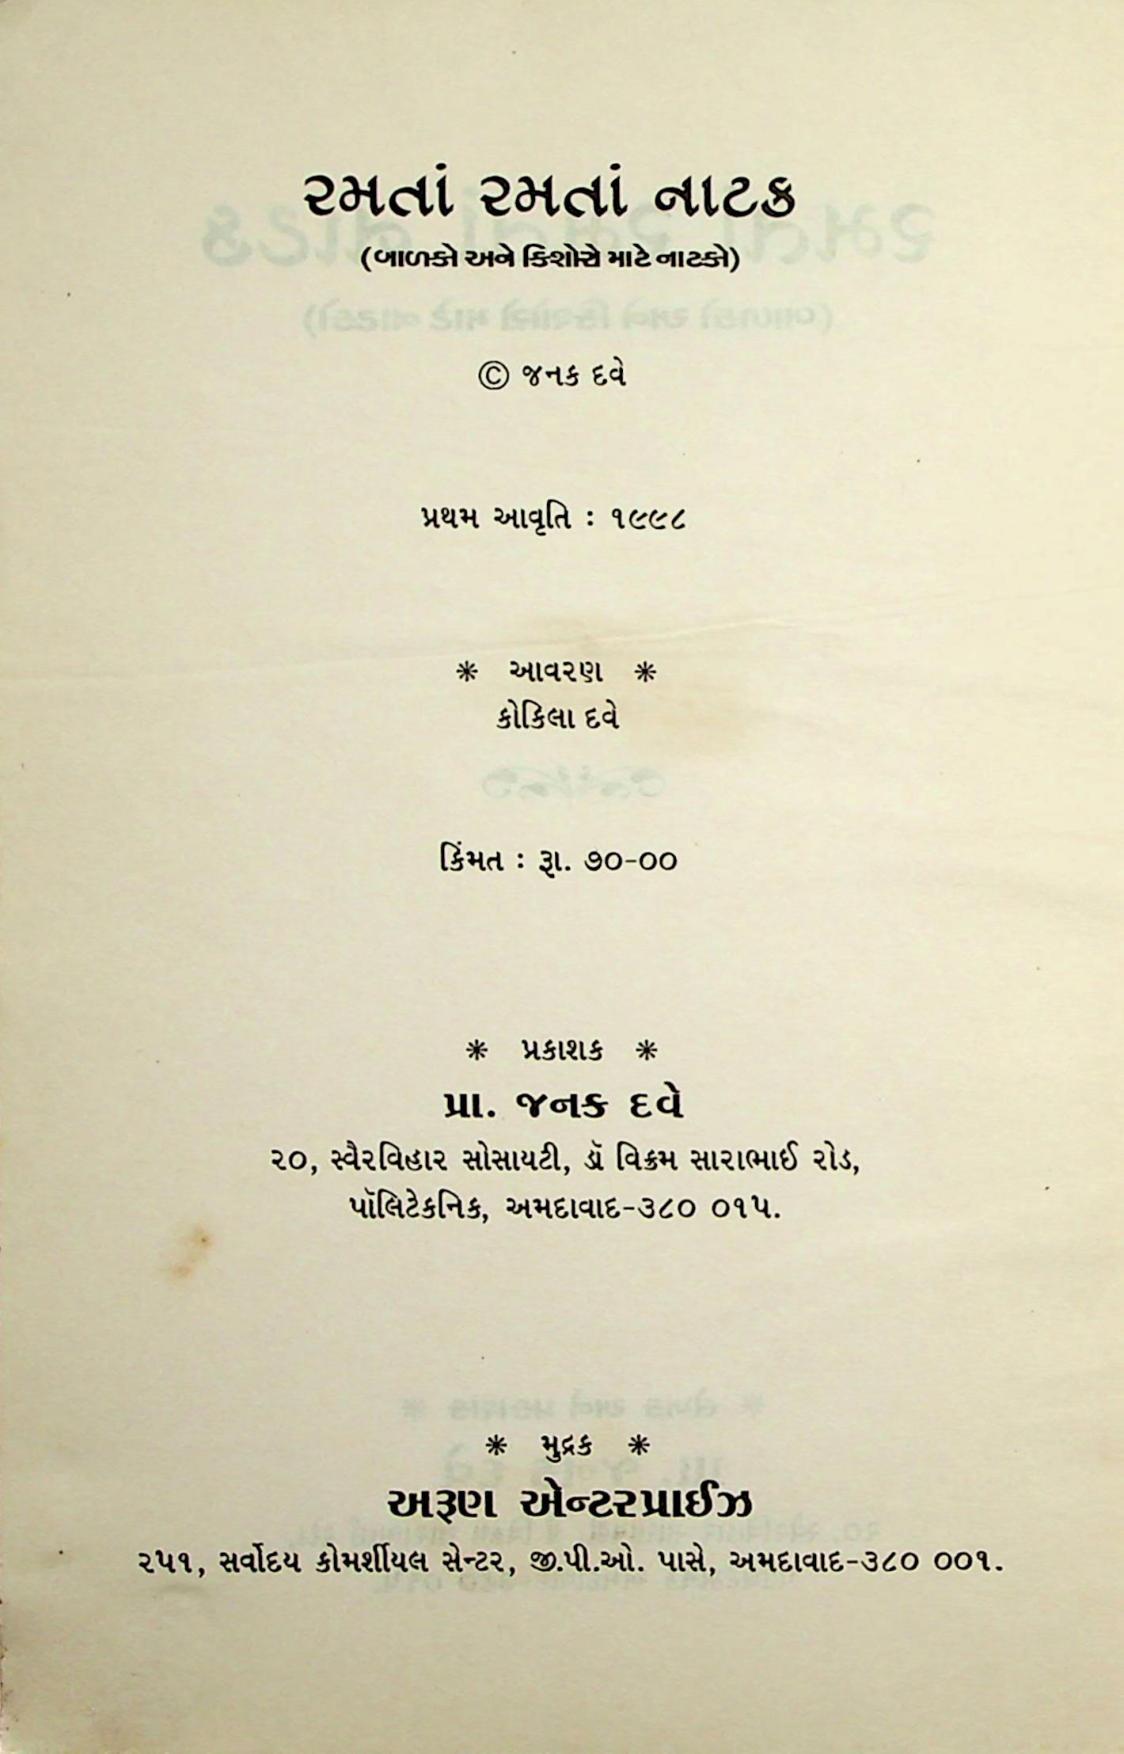 રમતાં રમતાં નાટક
(બાળકો અને કિશોરો માટે નાટકો)
© જનક દવે
પ્રથમ આવૃતિ : ૧૯૯૮
* આવરણ *
કોકિલા દવે
કિંમત : રૂા. ૭૦-૦૦
* પ્રકાશક *
પ્રા. જનક દવે
૨૦, સ્વૈરવિહાર સોસાયટી, ડૉ વિક્રમ સારાભાઈ રોડ,
પૉલિટેકનિક, અમદાવાદ-૩૮૦ ૦૧૫.
* મુદ્રક *
અરૂણ એન્ટરપ્રાઈઝ
૨૫૧, સર્વોદય કોમર્શીયલ સેન્ટર, જી.પી.ઓ. પાસે, અમદાવાદ-૩૮૦ ૦૦૧.